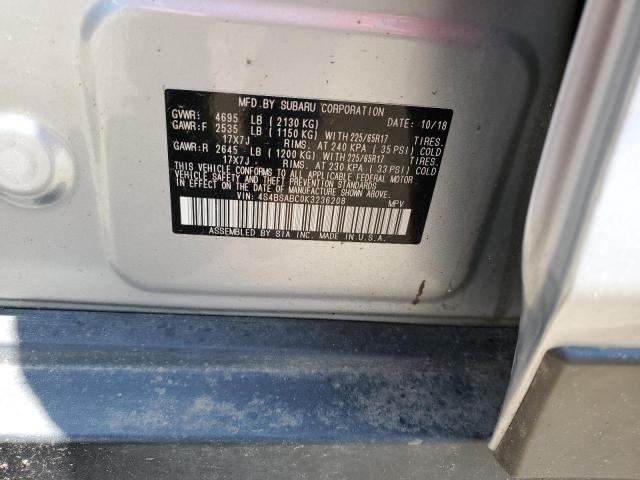 MFD.BY SUBARU CORPORATION
GVWR: 4695 LB (2130 KG) DATE: 10/18
GAWR:F 2535 LB (1150 KG) WITH 225/65R17 TIRES.
17X7J RIMS. AT 240 KPA (35 PSI) COLD
GAWR:R 2645 LB (1200 KG) WITH 225/65R17 TIRES.
17X7J RIMS. AT 230 KPA (33 PSI) COLD
THIS VEHICLE CONFORMS TO ALL APPLICABLE FEDERAL MOTOR
VEHICLE SAFETY AND THEFT PREVENTION STANDARDS
IN EFFECT ON THE DATE OF MANUFACTURE SHOWN ABOVE.
VIN: 4S4BSABC0K3236208 MPV
ASSEMBLED BY SIA INC. MADE IN U.S.A.